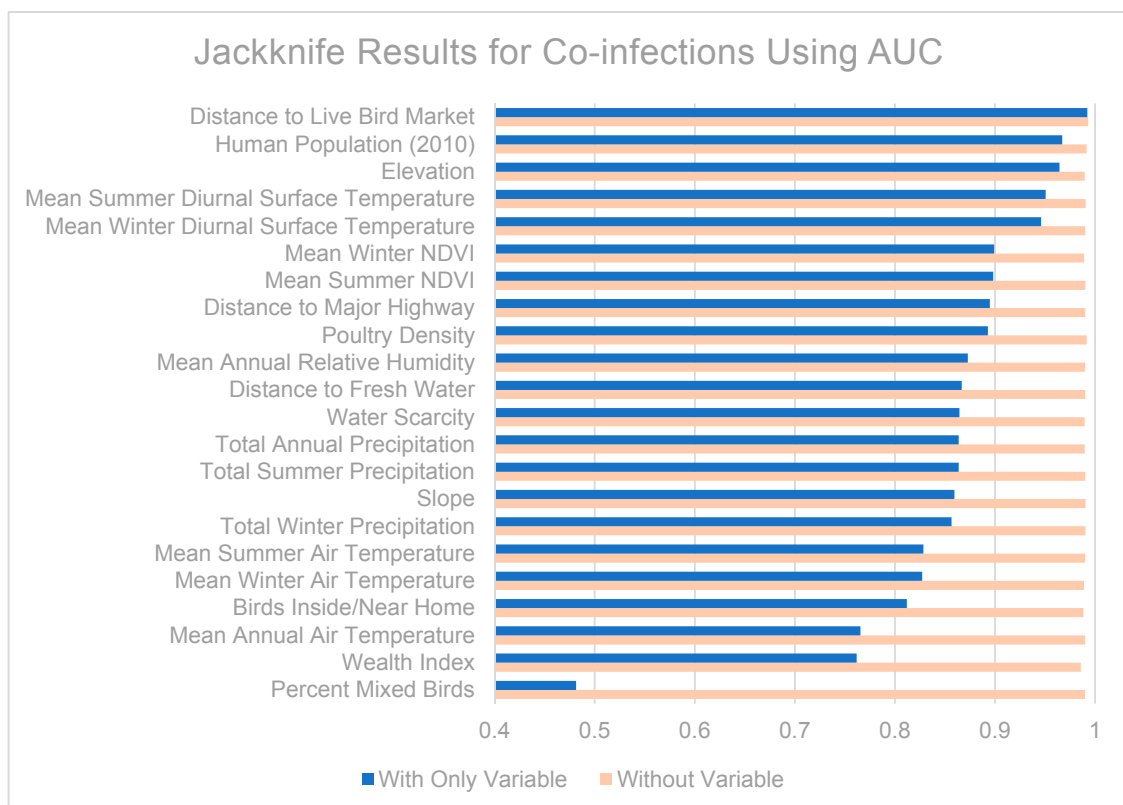 Jackknife Results for Co-infections Using AUC
Distance to Live Bird Market
Human Population (2010)
Elevation
Mean Summer Diurnal Surface Temperature
Mean Winter Diurnal Surface Temperature
Mean Winter NDVI
Mean Summer NDVI
Distance to Major Highway
Poultry Density
Mean Annual Relative Humidity
Distance to Fresh Water
Water Scarcity
Total Annual Precipitation
Total Summer Precipitation
Slope
Total Winter Precipitation
Mean Summer Air Temperature
Mean Winter Air Temperature
Birds Inside/Near Home
Mean Annual Air Temperature
Wealth Index
Percent Mixed Birds
0.4 0.5 0.6 0.7 0.8 0.9 1
With Only Variable Without Variable